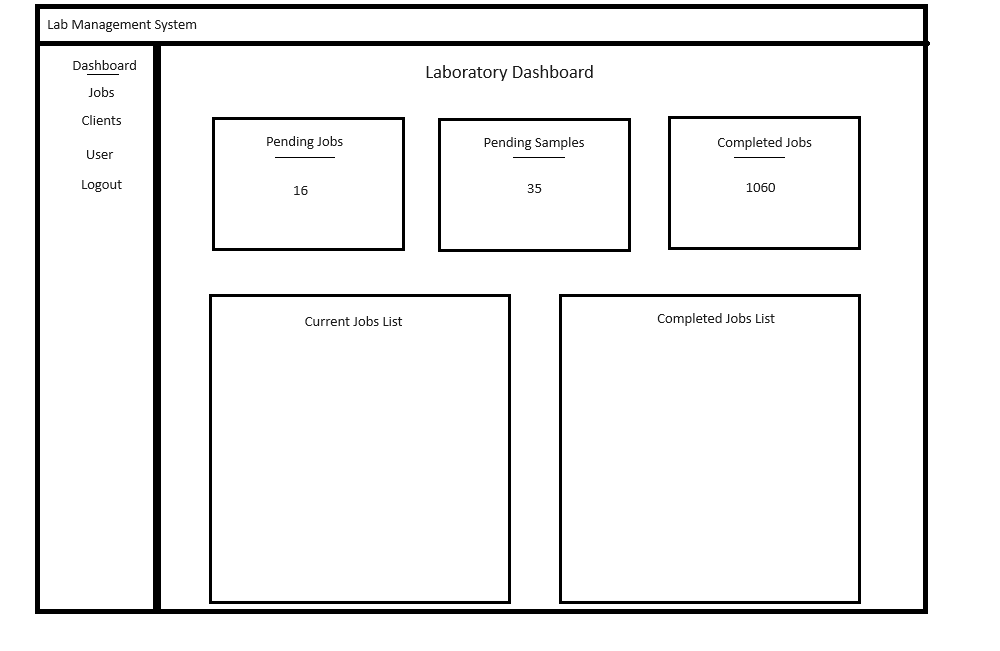 Lab Management System
Dashboard
Jobs
Clients
User
Logout
Laboratory Dashboard
Pending Jobs
16
Pending Samples
35
Completed Jobs
1060
Current Jobs List
Completed Jobs List